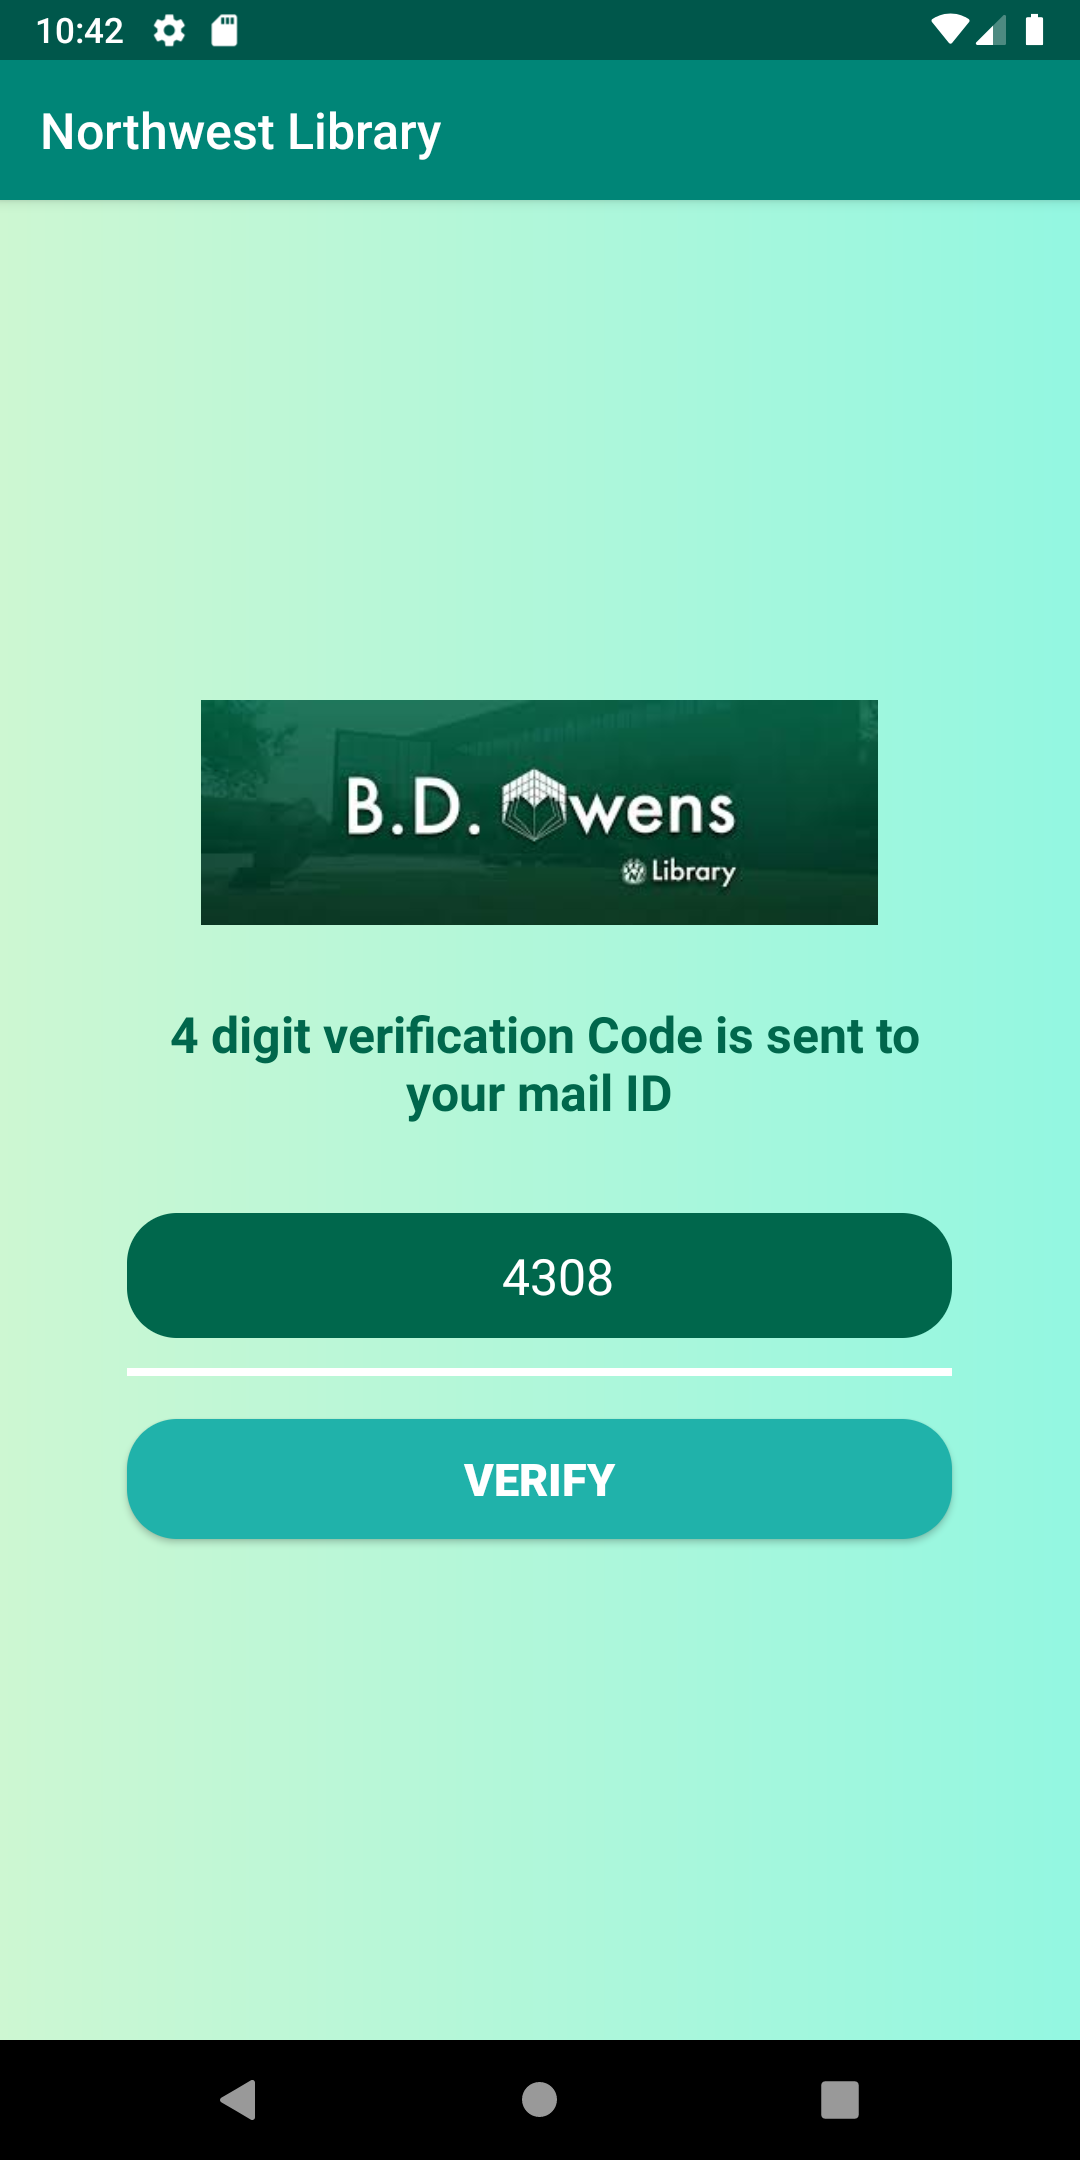 10:42
Northwest Library
B.D. Owens
Library
4 digit verification Code is sent to
your mail ID
4308
VERIFY